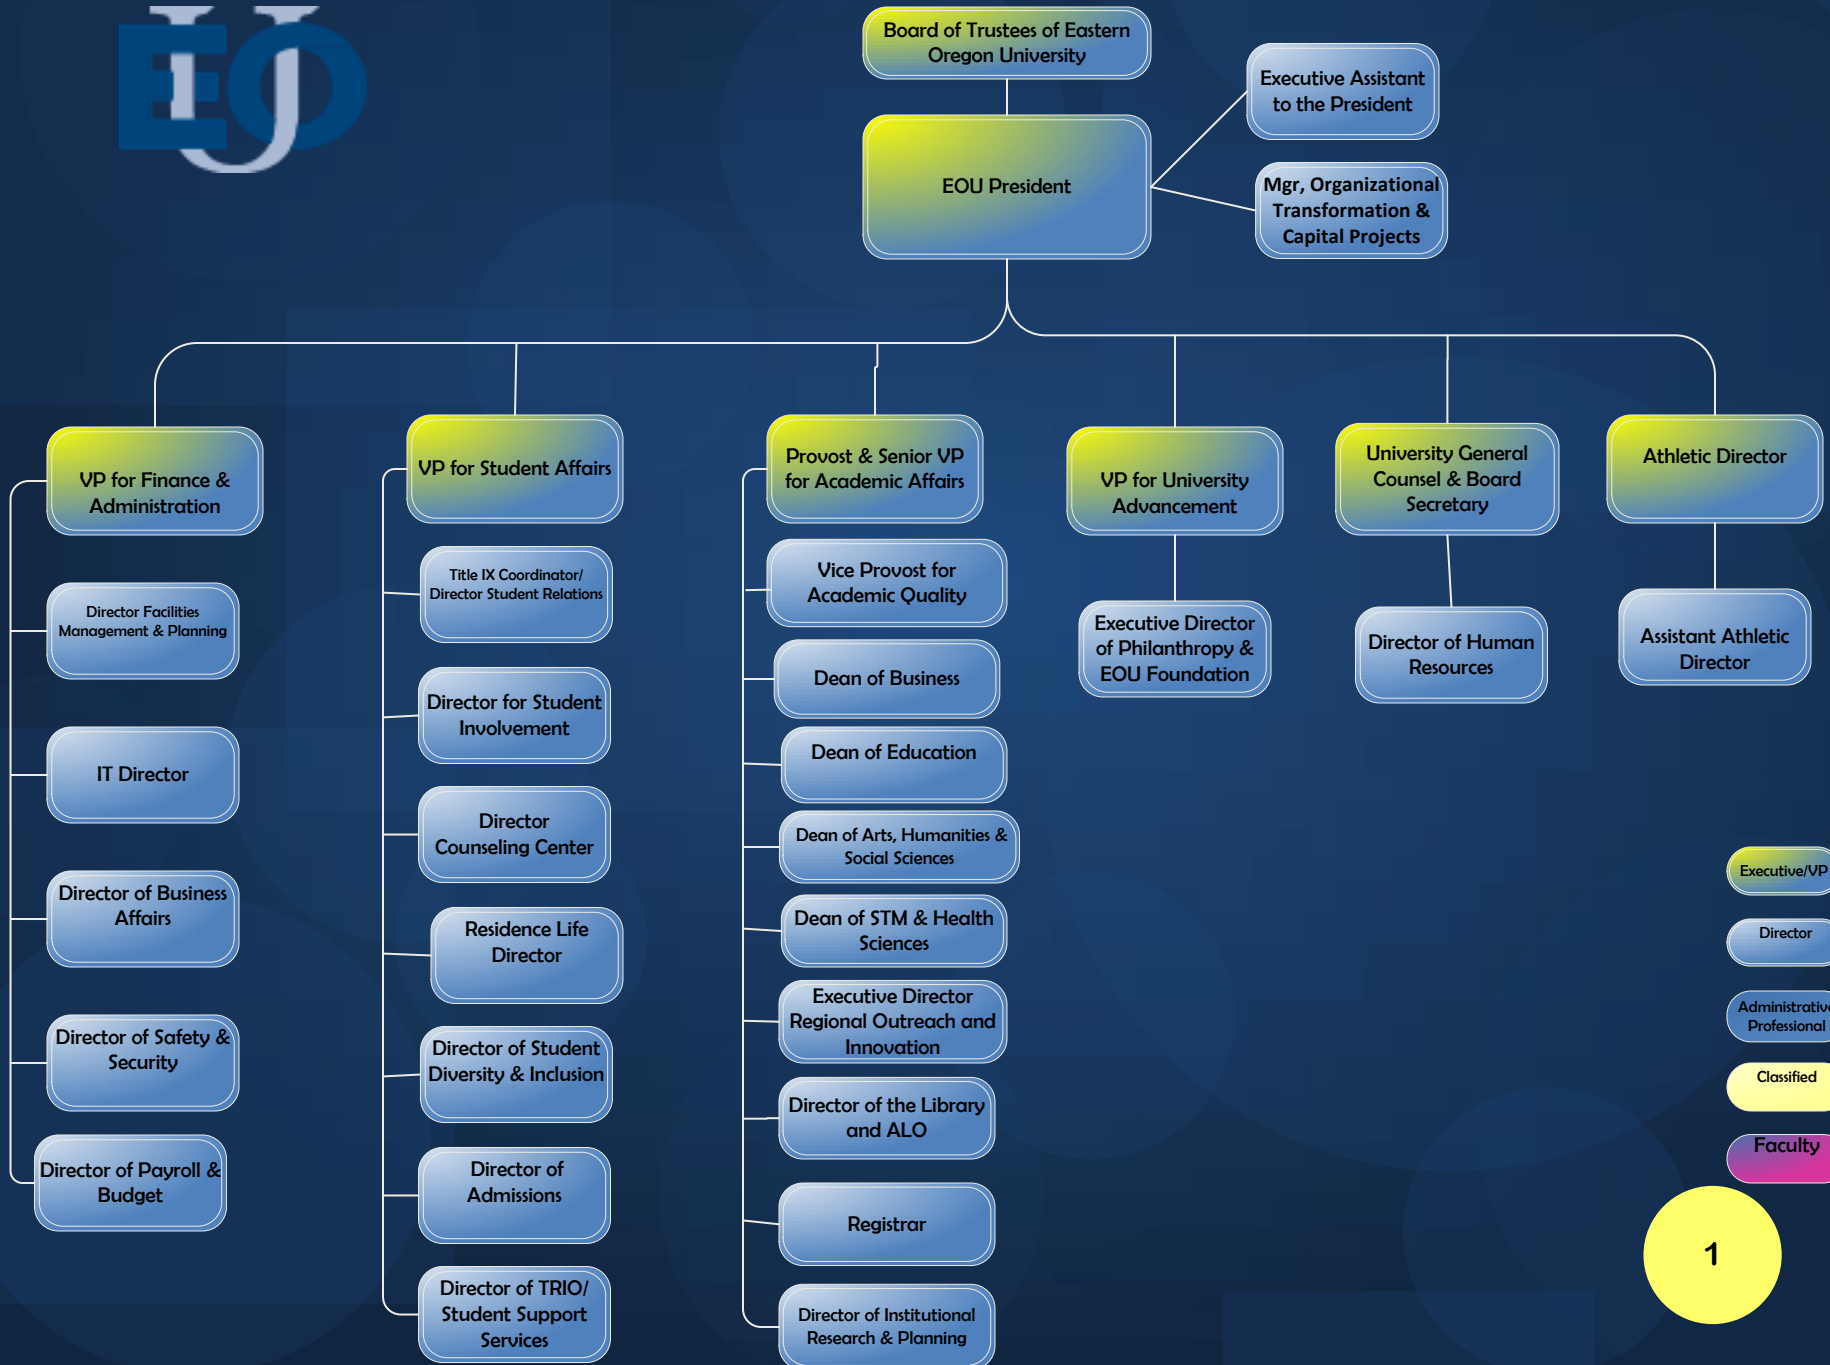 EOU
Board of Trustees of Eastern
Oregon University
Executive Assistant
to the President
EOU President
Mgr, Organizational
Transformation &
Capital Projects
VP for Finance &
Administration
Director Facilities
Management & Planning
IT Director
Director of Business
Affairs
Director of Safety &
Security
Director of Payroll &
Budget
VP for Student Affairs
Title IX Coordinator/
Director Student Relations
Director for Student
Involvement
Director
Counseling Center
Residence Life
Director
Director of Student
Diversity & Inclusion
Director of
Admissions
Director of TRIO/
Student Support
Services
Provost & Senior VP
for Academic Affairs
Vice Provost for
Academic Quality
Dean of Business
Dean of Education
Dean of Arts, Humanities &
Social Sciences
Dean of STM & Health
Sciences
Executive Director
Regional Outreach and
Innovation
Director of the Library
and ALO
Registrar
Director of Institutional
Research & Planning
VP for University
Advancement
Executive Director
of Philanthropy &
EOU Foundation
University General
Counsel & Board
Secretary
Director of Human
Resources
Athletic Director
Assistant Athletic
Director
Executive/VP
Director
Administrative
Professional
Classified
Faculty
1